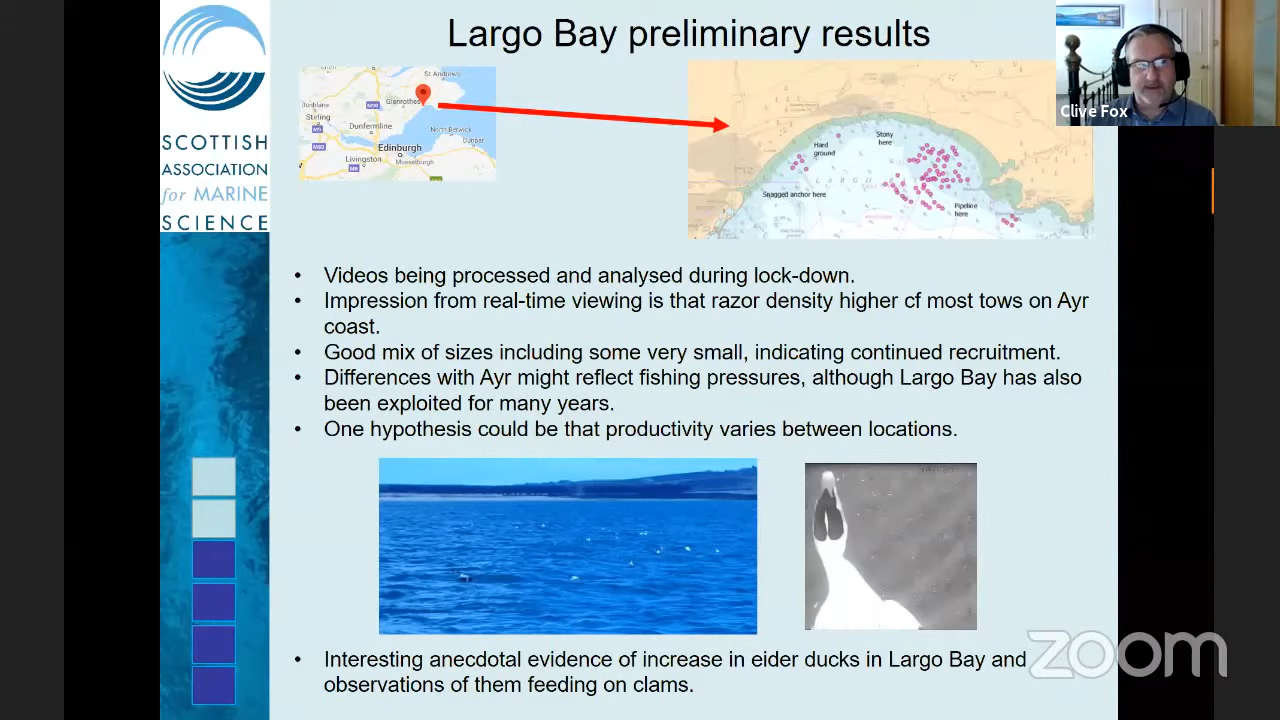 Largo Bay preliminary results
Clive Fox
SCOTTISH
ASSOCIATION
for MARINE
SCIENCE
St Andrews
Glenrothes
Stirling
Dunfermline
North Berwick
Dunbar
Edinburgh
Livingston
Musselburgh
Hard
ground
Stony
here
LARGO
Snagged anchor here
Pipeline
here
• Videos being processed and analysed during lock-down.
• Impression from real-time viewing is that razor density higher cf most tows on Ayr
coast.
• Good mix of sizes including some very small, indicating continued recruitment.
• Differences with Ayr might reflect fishing pressures, although Largo Bay has also
been exploited for many years.
• One hypothesis could be that productivity varies between locations.
• Interesting anecdotal evidence of increase in eider ducks in Largo Bay and
observations of them feeding on clams.
zoom